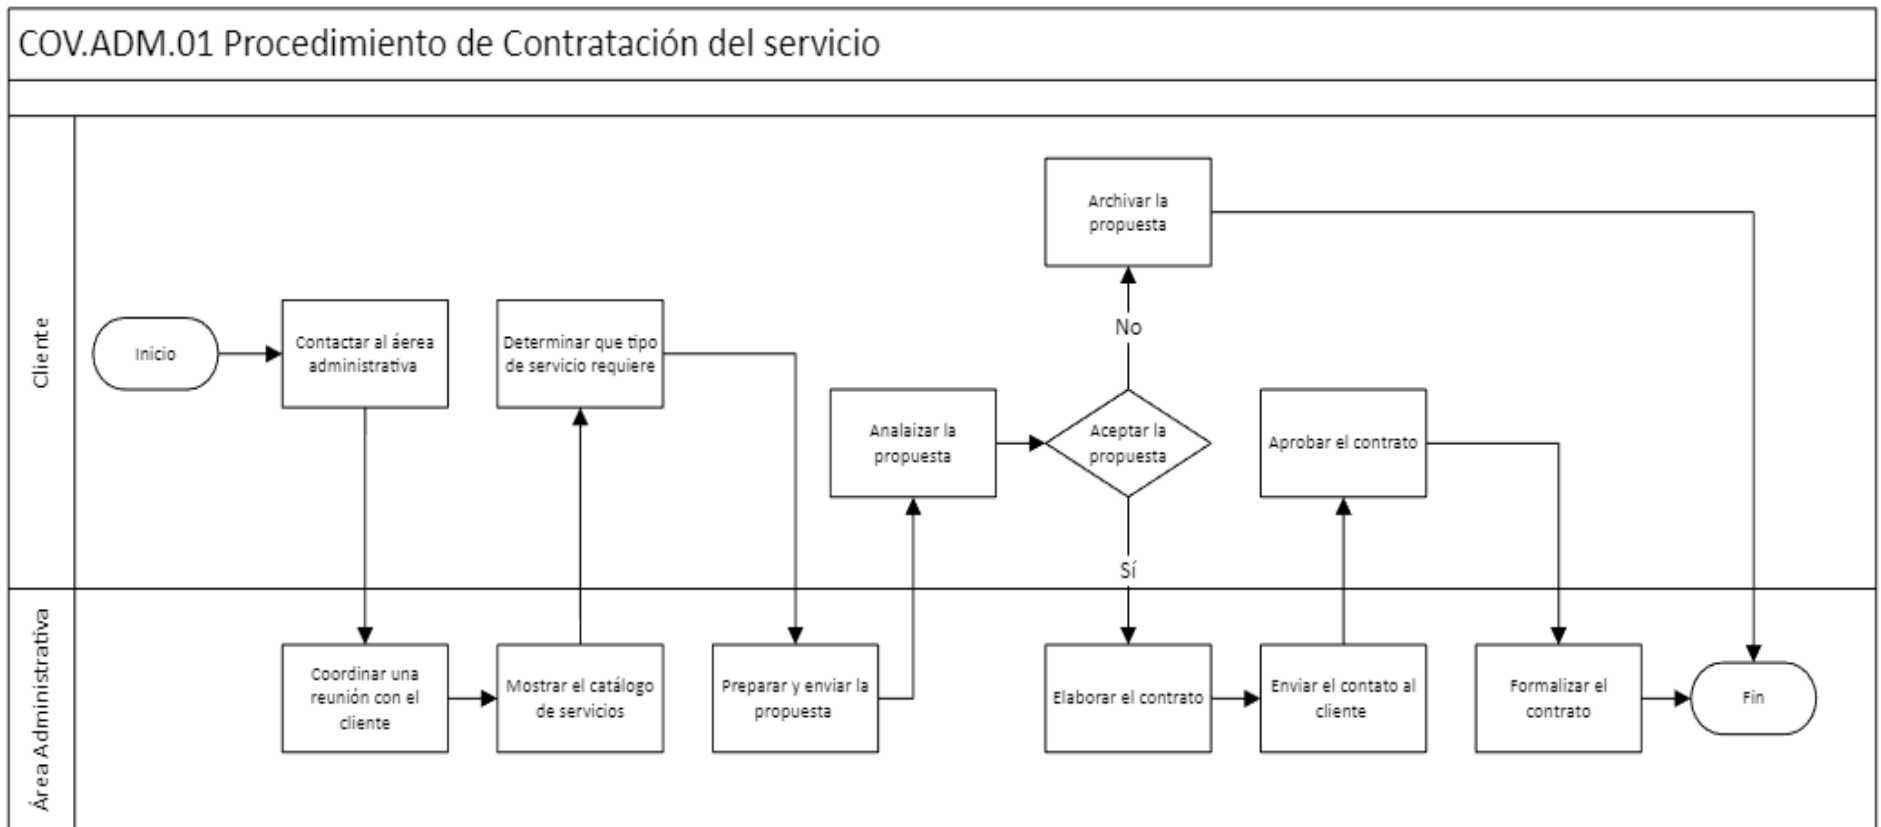 COV.ADM.01 Procedimiento de Contratación del servicio
Cliente
Inicio
Contactar al áerea
administrativa
Determinar que tipo
de servicio requiere
Analaizar la
propuesta
Aceptar la
propuesta
No
Archivar la
propuesta
Sí
Aprobar el contrato
Área Administrativa
Coordinar una
reunión con el
cliente
Mostrar el catálogo
de servicios
Preparar y enviar la
propuesta
Elaborar el contrato
Enviar el contato al
cliente
Formalizar el
contrato
Fin